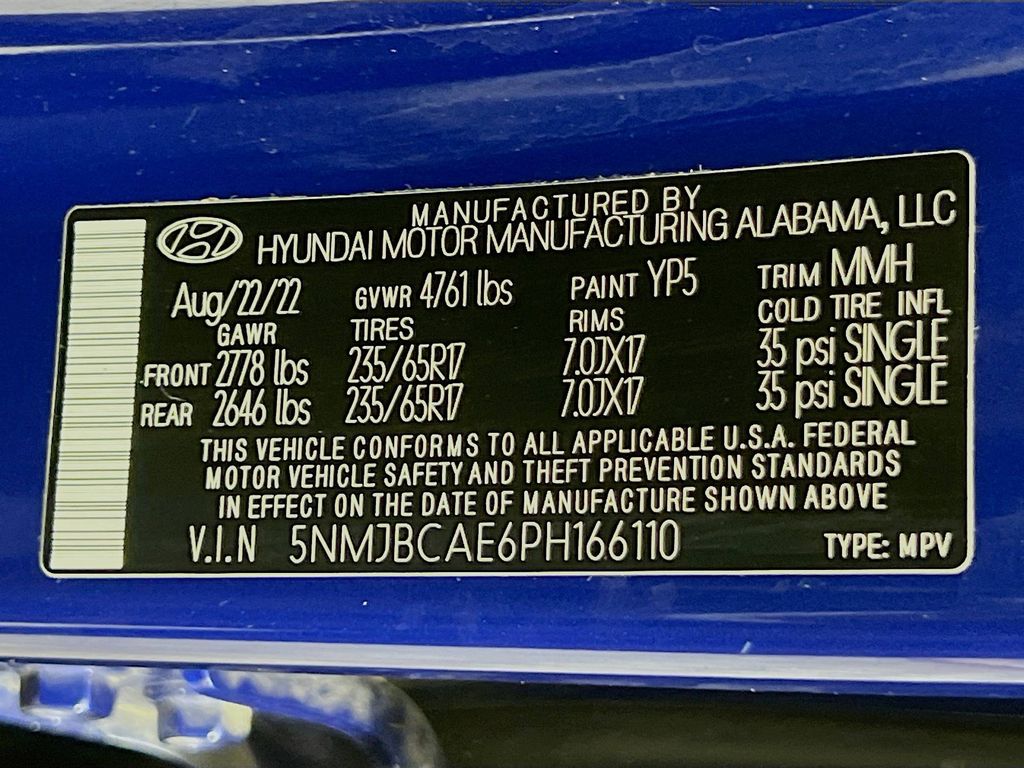 MANUFACTURED BY
HYUNDAI MOTOR MANUFACTURING ALABAMA, LLC
Aug/22/22 GVWR 4761 lbs PAINT YP5 TRIM MMH
GAWR TIRES RIMS COLD TIRE INFL
FRONT 2778 lbs 235/65R17 7.0JX17 35 psi SINGLE
REAR 2646 lbs 235/65R17 7.0JX17 35 psi SINGLE
THIS VEHICLE CONFORMS TO ALL APPLICABLE U.S.A. FEDERAL
MOTOR VEHICLE SAFETY AND THEFT PREVENTION STANDARDS
IN EFFECT ON THE DATE OF MANUFACTURE SHOWN ABOVE
V.I.N 5NMJBCAE6PH166110 TYPE: MPV